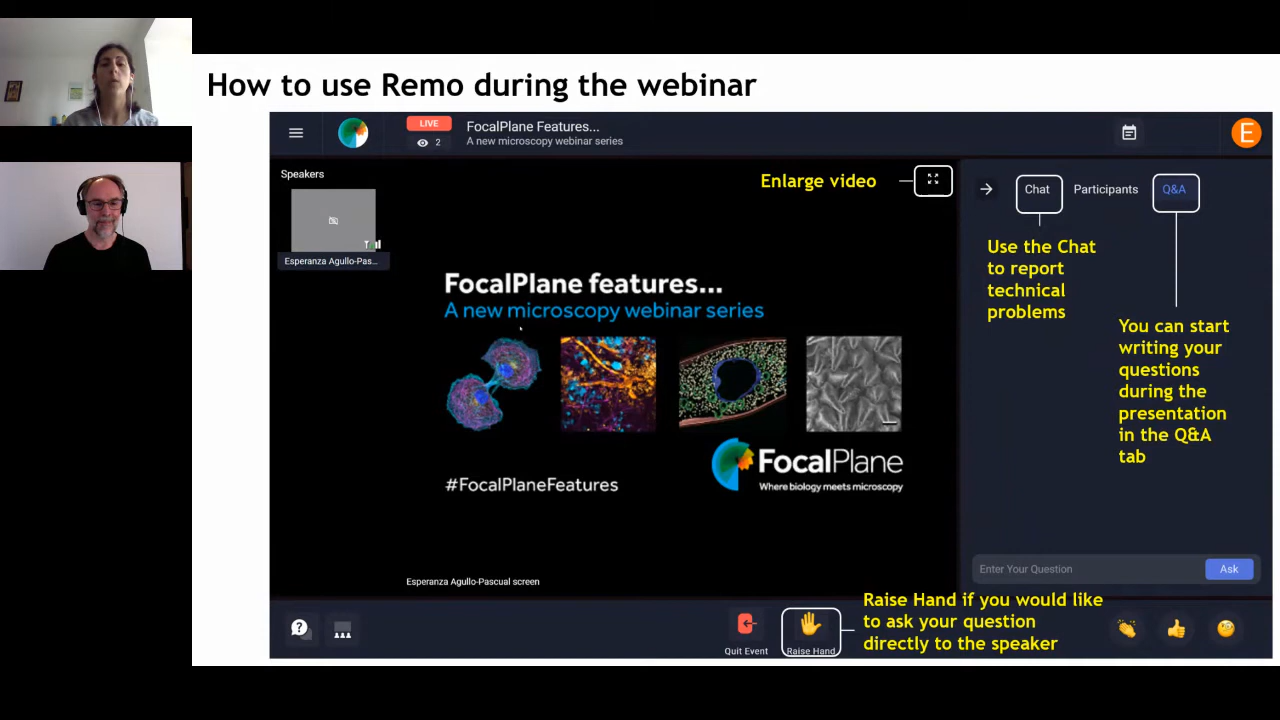 How to use Remo during the webinar
LIVE
2
FocalPlane Features...
A new microscopy webinar series
E
Speakers
Esperanza Agullo-Pas...
Enlarge video
Chat
Participants
Q&A
Use the Chat
to report
technical
problems
You can start
writing your
questions
during the
presentation
in the Q&A
tab
FocalPlane features...
A new microscopy webinar series
#FocalPlaneFeatures
FocalPlane
Where biology meets microscopy
Esperanza Agullo-Pascual screen
Enter Your Question
Ask
Quit Event
Raise Hand
Raise Hand if you would like
to ask your question
directly to the speaker